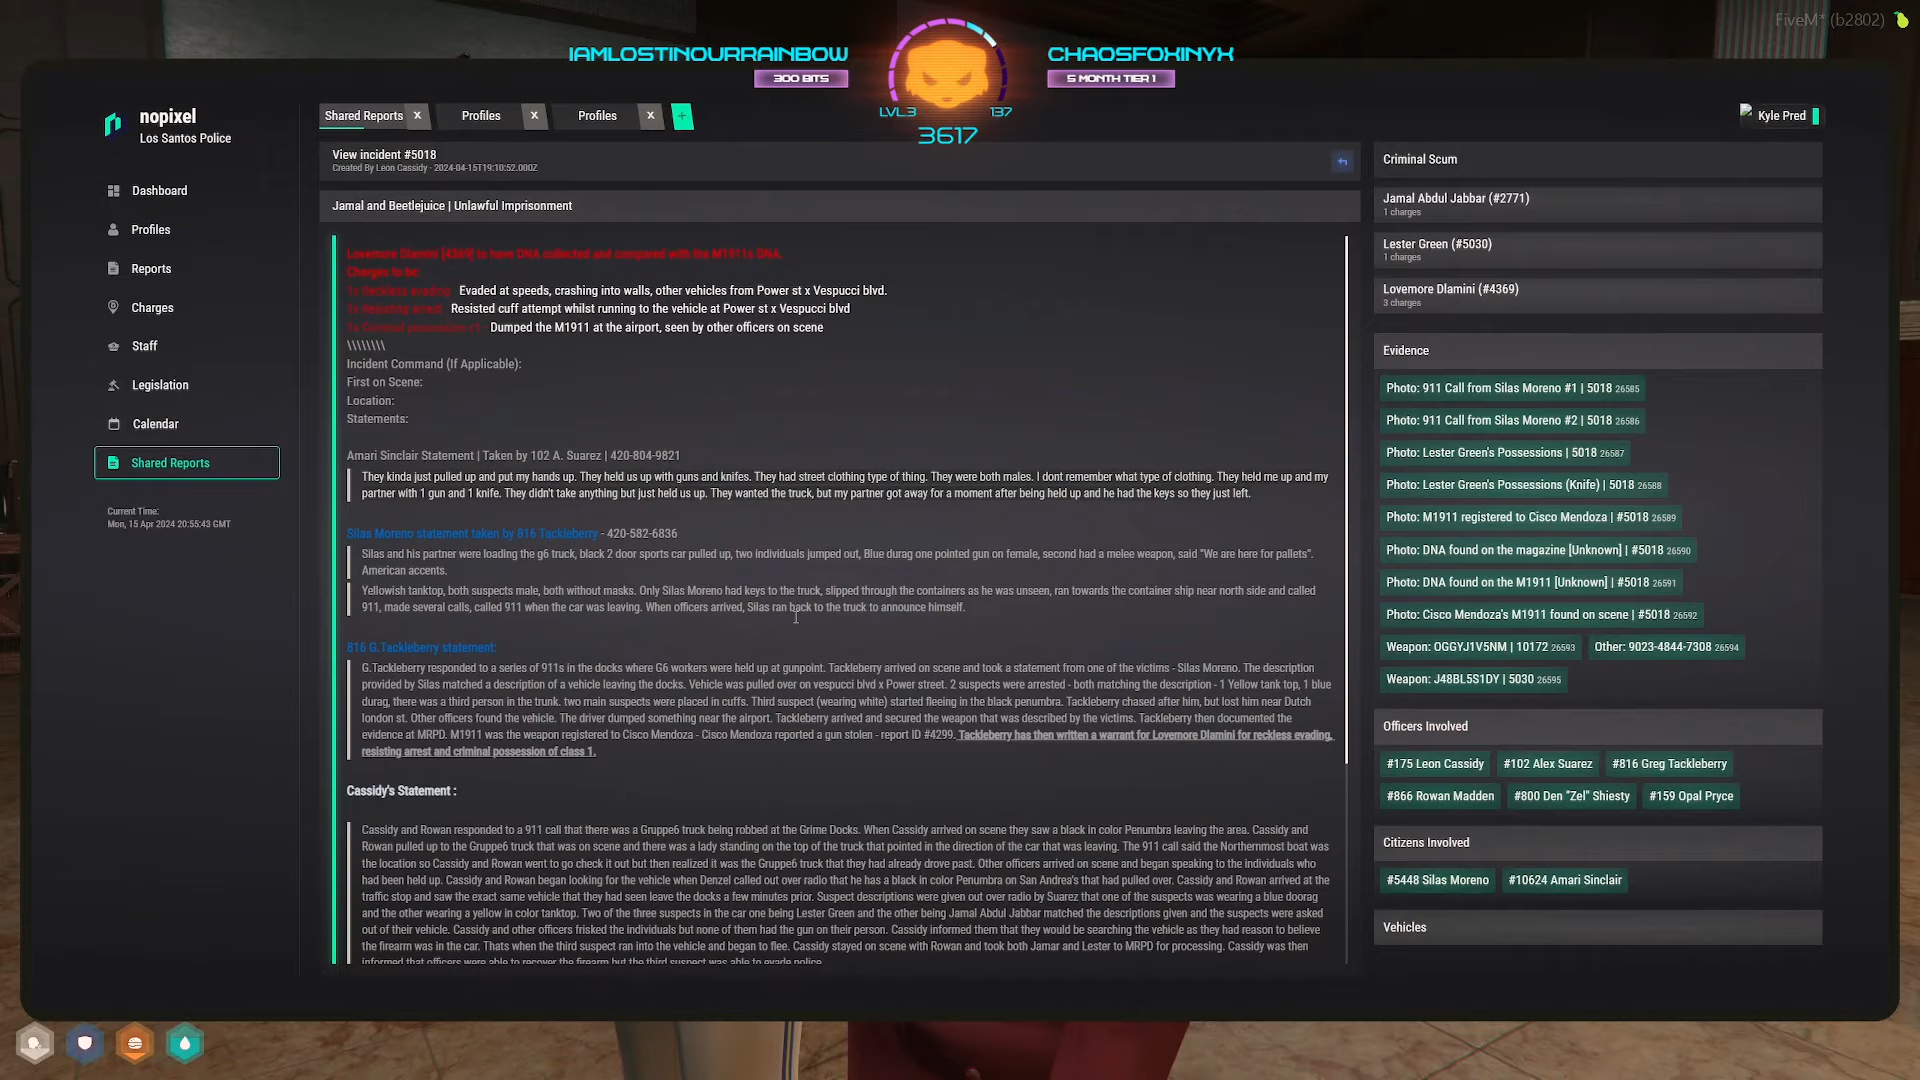 FiveM* (b2802)
IAMLOSTINOURRAINBOW
300 BITS
CHAOSFOXINYX
5 MONTH TIER 1
LVL.3
137
3617
nopixel
Los Santos Police
Dashboard
Profiles
Reports
Charges
Staff
Legislation
Calendar
Shared Reports
Current Time:
Mon, 15 Apr 2024 20:55:43 GMT
Shared Reports x
Profiles x
Profiles x
+
Kyle Pred
View incident #5018
Created By Leon Cassidy - 2024-04-15T19:10:52.000Z
Jamal and Beetlejuice | Unlawful Imprisonment
Lovemore Dlamini [4369] to have DNA collected and compared with the M1911s DNA.
Charges to be:
1x Reckless evading - Evaded at speeds, crashing into walls, other vehicles from Power st x Vespucci blvd.
1x Resisting arrest - Resisted cuff attempt whilst running to the vehicle at Power st x Vespucci blvd
1x Criminal possession c1 - Dumped the M1911 at the airport, seen by other officers on scene
\\\\\\\\
Incident Command (If Applicable):
First on Scene:
Location:
Statements:
Amari Sinclair Statement | Taken by 102 A. Suarez | 420-804-9821
They kinda just pulled up and put my hands up. They held us up with guns and knifes. They had street clothing type of thing. They were both males. I dont remember what type of clothing. They held me up and my
partner with 1 gun and 1 knife. They didn't take anything but just held us up. They wanted the truck, but my partner got away for a moment after being held up and he had the keys so they just left.
Silas Moreno statement taken by 816 Tackleberry - 420-582-6836
Silas and his partner were loading the g6 truck, black 2 door sports car pulled up, two individuals jumped out, Blue durag one pointed gun on female, second had a melee weapon, said "We are here for pallets".
American accents.
Yellowish tanktop, both suspects male, both without masks. Only Silas Moreno had keys to the truck, slipped through the containers as he was unseen, ran towards the container ship near north side and called
911, made several calls, called 911 when the car was leaving. When officers arrived, Silas ran back to the truck to announce himself.
816 G.Tackleberry statement:
G.Tackleberry responded to a series of 911s in the docks where G6 workers were held up at gunpoint. Tackleberry arrived on scene and took a statement from one of the victims - Silas Moreno. The description
provided by Silas matched a description of a vehicle leaving the docks. Vehicle was pulled over on vespucci blvd x Power street. 2 suspects were arrested - both matching the description - 1 Yellow tank top, 1 blue
durag, there was a third person in the trunk. two main suspects were placed in cuffs. Third suspect (wearing white) started fleeing in the black penumbra. Tackleberry chased after him, but lost him near Dutch
london st. Other officers found the vehicle. The driver dumped something near the airport. Tackleberry arrived and secured the weapon that was described by the victims. Tackleberry then documented the
evidence at MRPD. M1911 was the weapon registered to Cisco Mendoza - Cisco Mendoza reported a gun stolen - report ID #4299. Tackleberry has then written a warrant for Lovemore Dlamini for reckless evading,
resisting arrest and criminal possession of class 1.
Cassidy's Statement :
Cassidy and Rowan responded to a 911 call that there was a Gruppe6 truck being robbed at the Grime Docks. When Cassidy arrived on scene they saw a black in color Penumbra leaving the area. Cassidy and
Rowan pulled up to the Gruppe6 truck that was on scene and there was a lady standing on the top of the truck that pointed in the direction of the car that was leaving. The 911 call said the Northernmost boat was
the location so Cassidy and Rowan went to go check it out but then realized it was the Gruppe6 truck that they had already drove past. Other officers arrived on scene and began speaking to the individuals who
had been held up. Cassidy and Rowan began looking for the vehicle when Denzel called out over radio that he has a black in color Penumbra on San Andrea's that had pulled over. Cassidy and Rowan arrived at the
traffic stop and saw the exact same vehicle that they had seen leave the docks a few minutes prior. Suspect descriptions were given out over radio by Suarez that one of the suspects was wearing a blue doorag
and the other wearing a yellow in color tanktop. Two of the three suspects in the car one being Lester Green and the other being Jamal Abdul Jabbar matched the descriptions given and the suspects were asked
out of their vehicle. Cassidy and other officers frisked the individuals but none of them had the gun on their person. Cassidy informed them that they would be searching the vehicle as they had reason to believe
the firearm was in the car. Thats when the third suspect ran into the vehicle and began to flee. Cassidy stayed on scene with Rowan and took both Jamar and Lester to MRPD for processing. Cassidy was then
informed that officers were able to recover the firearm but the third suspect was able to evade police.
Criminal Scum
Jamal Abdul Jabbar (#2771)
1 charges
Lester Green (#5030)
1 charges
Lovemore Dlamini (#4369)
3 charges
Evidence
Photo: 911 Call from Silas Moreno #1 | 5018 26585
Photo: 911 Call from Silas Moreno #2 | 5018 26586
Photo: Lester Green's Possessions | 5018 26587
Photo: Lester Green's Possessions (Knife) | 5018 26588
Photo: M1911 registered to Cisco Mendoza | #5018 26589
Photo: DNA found on the magazine [Unknown] | #5018 26590
Photo: DNA found on the M1911 [Unknown] | #5018 26591
Photo: Cisco Mendoza's M1911 found on scene | #5018 26592
Weapon: OGGYJ1V5NM | 10172 26593 Other: 9023-4844-7308 26594
Weapon: J48BL5S1DY | 5030 26595
Officers Involved
#175 Leon Cassidy #102 Alex Suarez #816 Greg Tackleberry
#866 Rowan Madden #800 Den "Zel" Shiesty #159 Opal Pryce
Citizens Involved
#5448 Silas Moreno #10624 Amari Sinclair
Vehicles